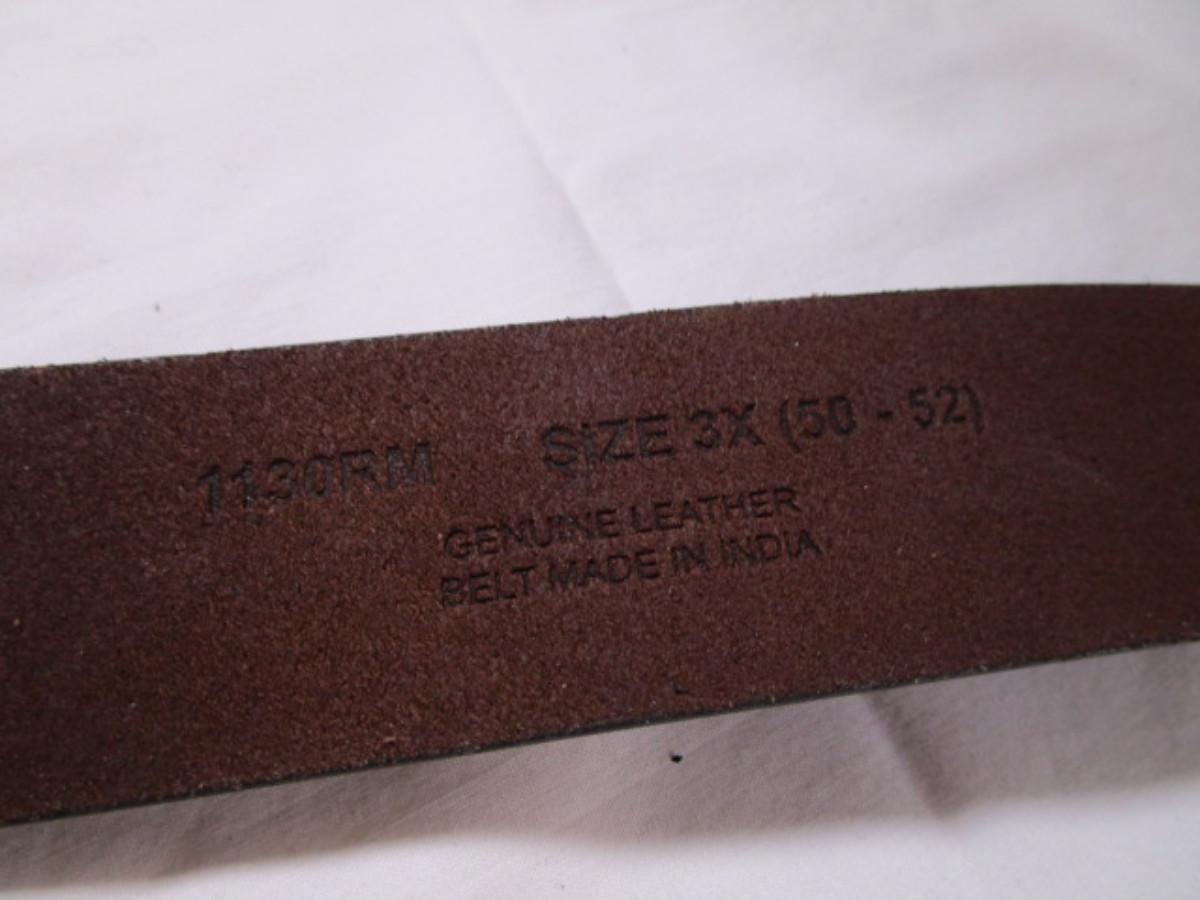 1130RM SIZE 3X (50 - 52)
GENUINE LEATHER
BELT MADE IN INDIA